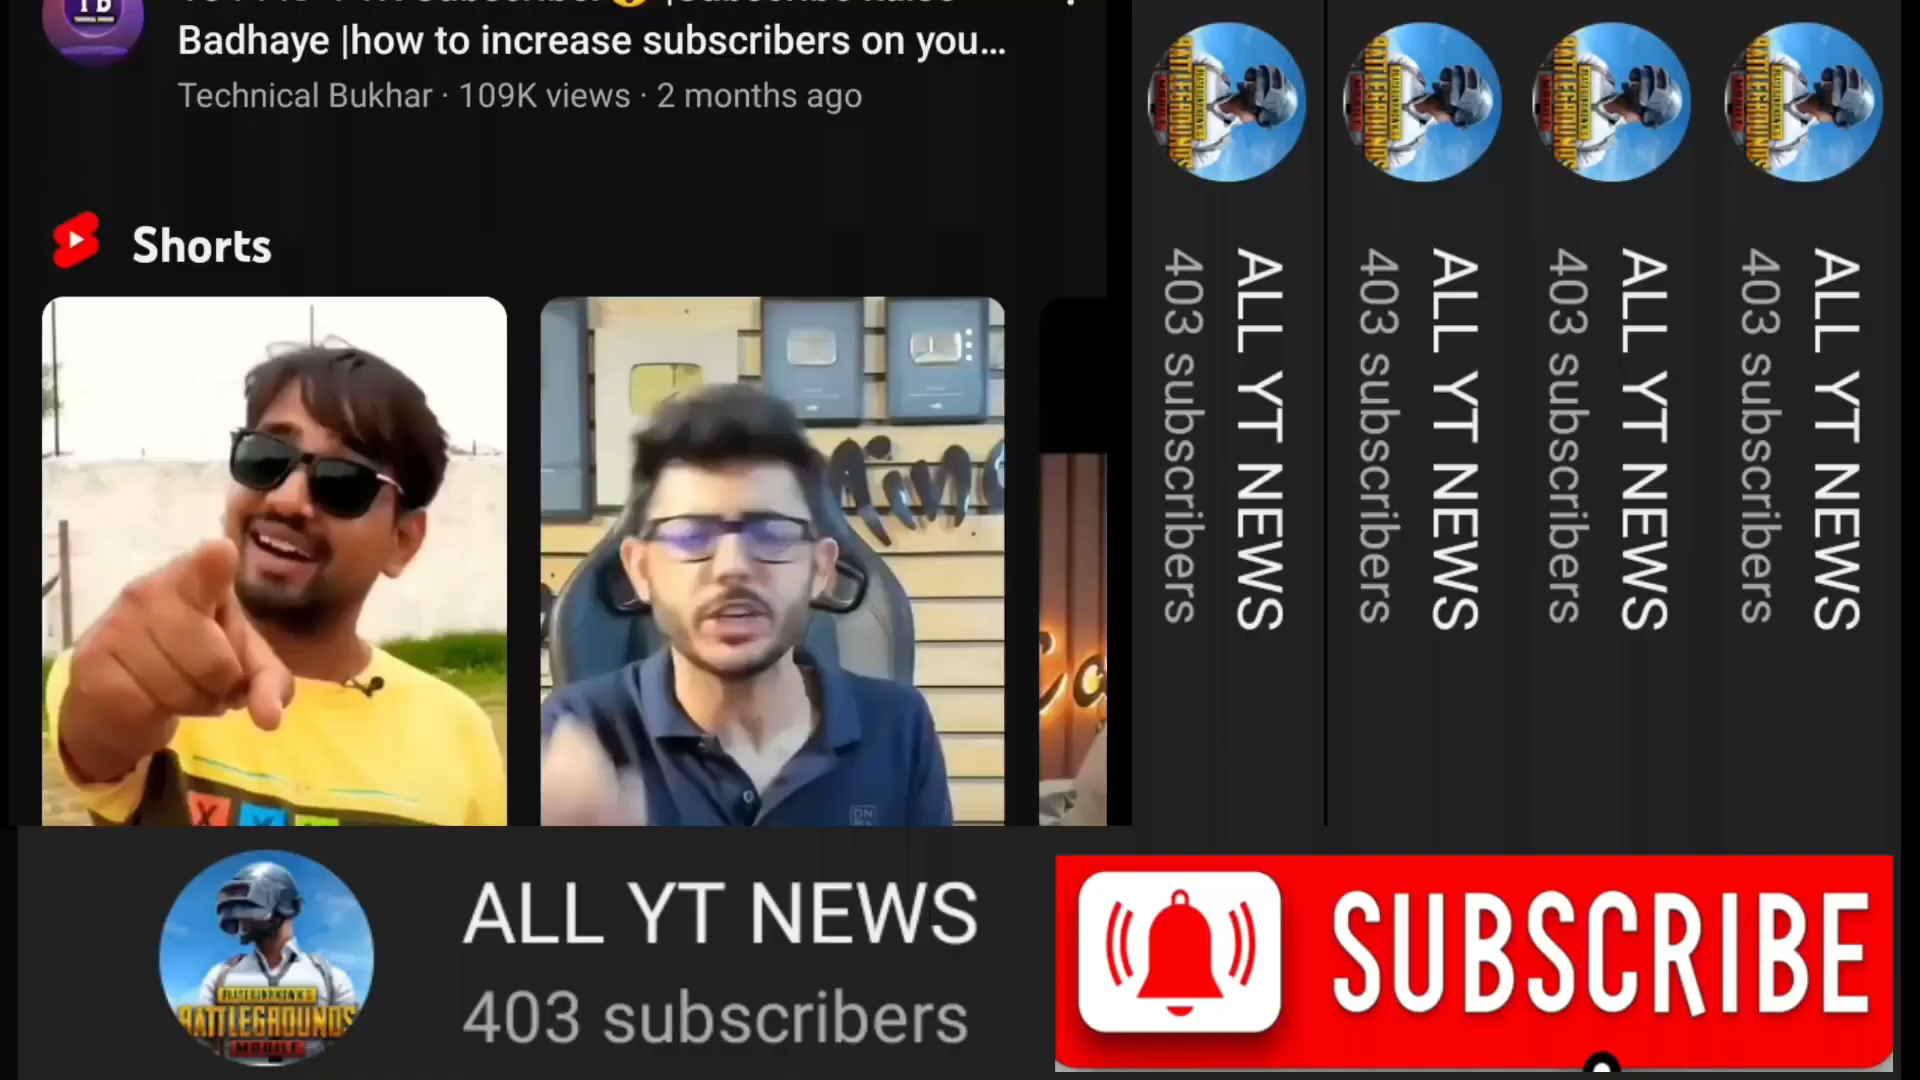 Badhaye |how to increase subscribers on you...
Technical Bukhar · 109K views · 2 months ago
Shorts
ALL YT NEWS
403 subscribers
ALL YT NEWS
403 subscribers
ALL YT NEWS
403 subscribers
ALL YT NEWS
403 subscribers
ALL YT NEWS
403 subscribers
BATTLEGROUNDS
MOBILE
SUBSCRIBE